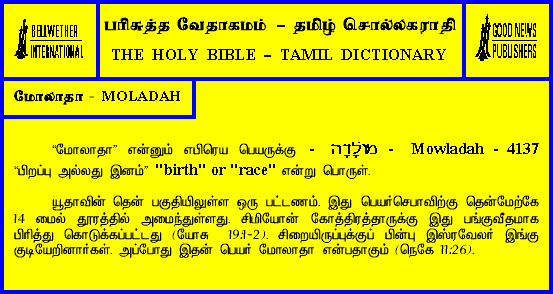 BELLWETHER
INTERNATIONAL
பரிசுத்த வேதாகமம் – தமிழ் சொல்லகராதி
THE HOLY BIBLE – TAMIL DICTIONARY
GOOD NEWS
PUBLISHERS
மோலாதா - MOLADAH
“மோலாதா” என்னும் எபிரெய பெயருக்கு - מוֹלָדָה - Mowladah - 4137
“பிறப்பு அல்லது இனம்” "birth" or "race" என்று பொருள்.
யூதாவின் தென் பகுதியிலுள்ள ஒரு பட்டணம். இது பெயர்செபாவிற்கு தென்மேற்கே
14 மைல் தூரத்தில் அமைந்துள்ளது. சிமியோன் கோத்திரத்தாருக்கு இது பங்குவீதமாக
பிரித்து கொடுக்கப்பட்டது (யோசு 19:1-2). சிறையிருப்புக்குப் பின்பு இஸ்ரவேலர் இங்கு
குடியேறினார்கள். அப்போது இதன் பெயர் மோலாதா என்பதாகும் (நெகே 11:26).